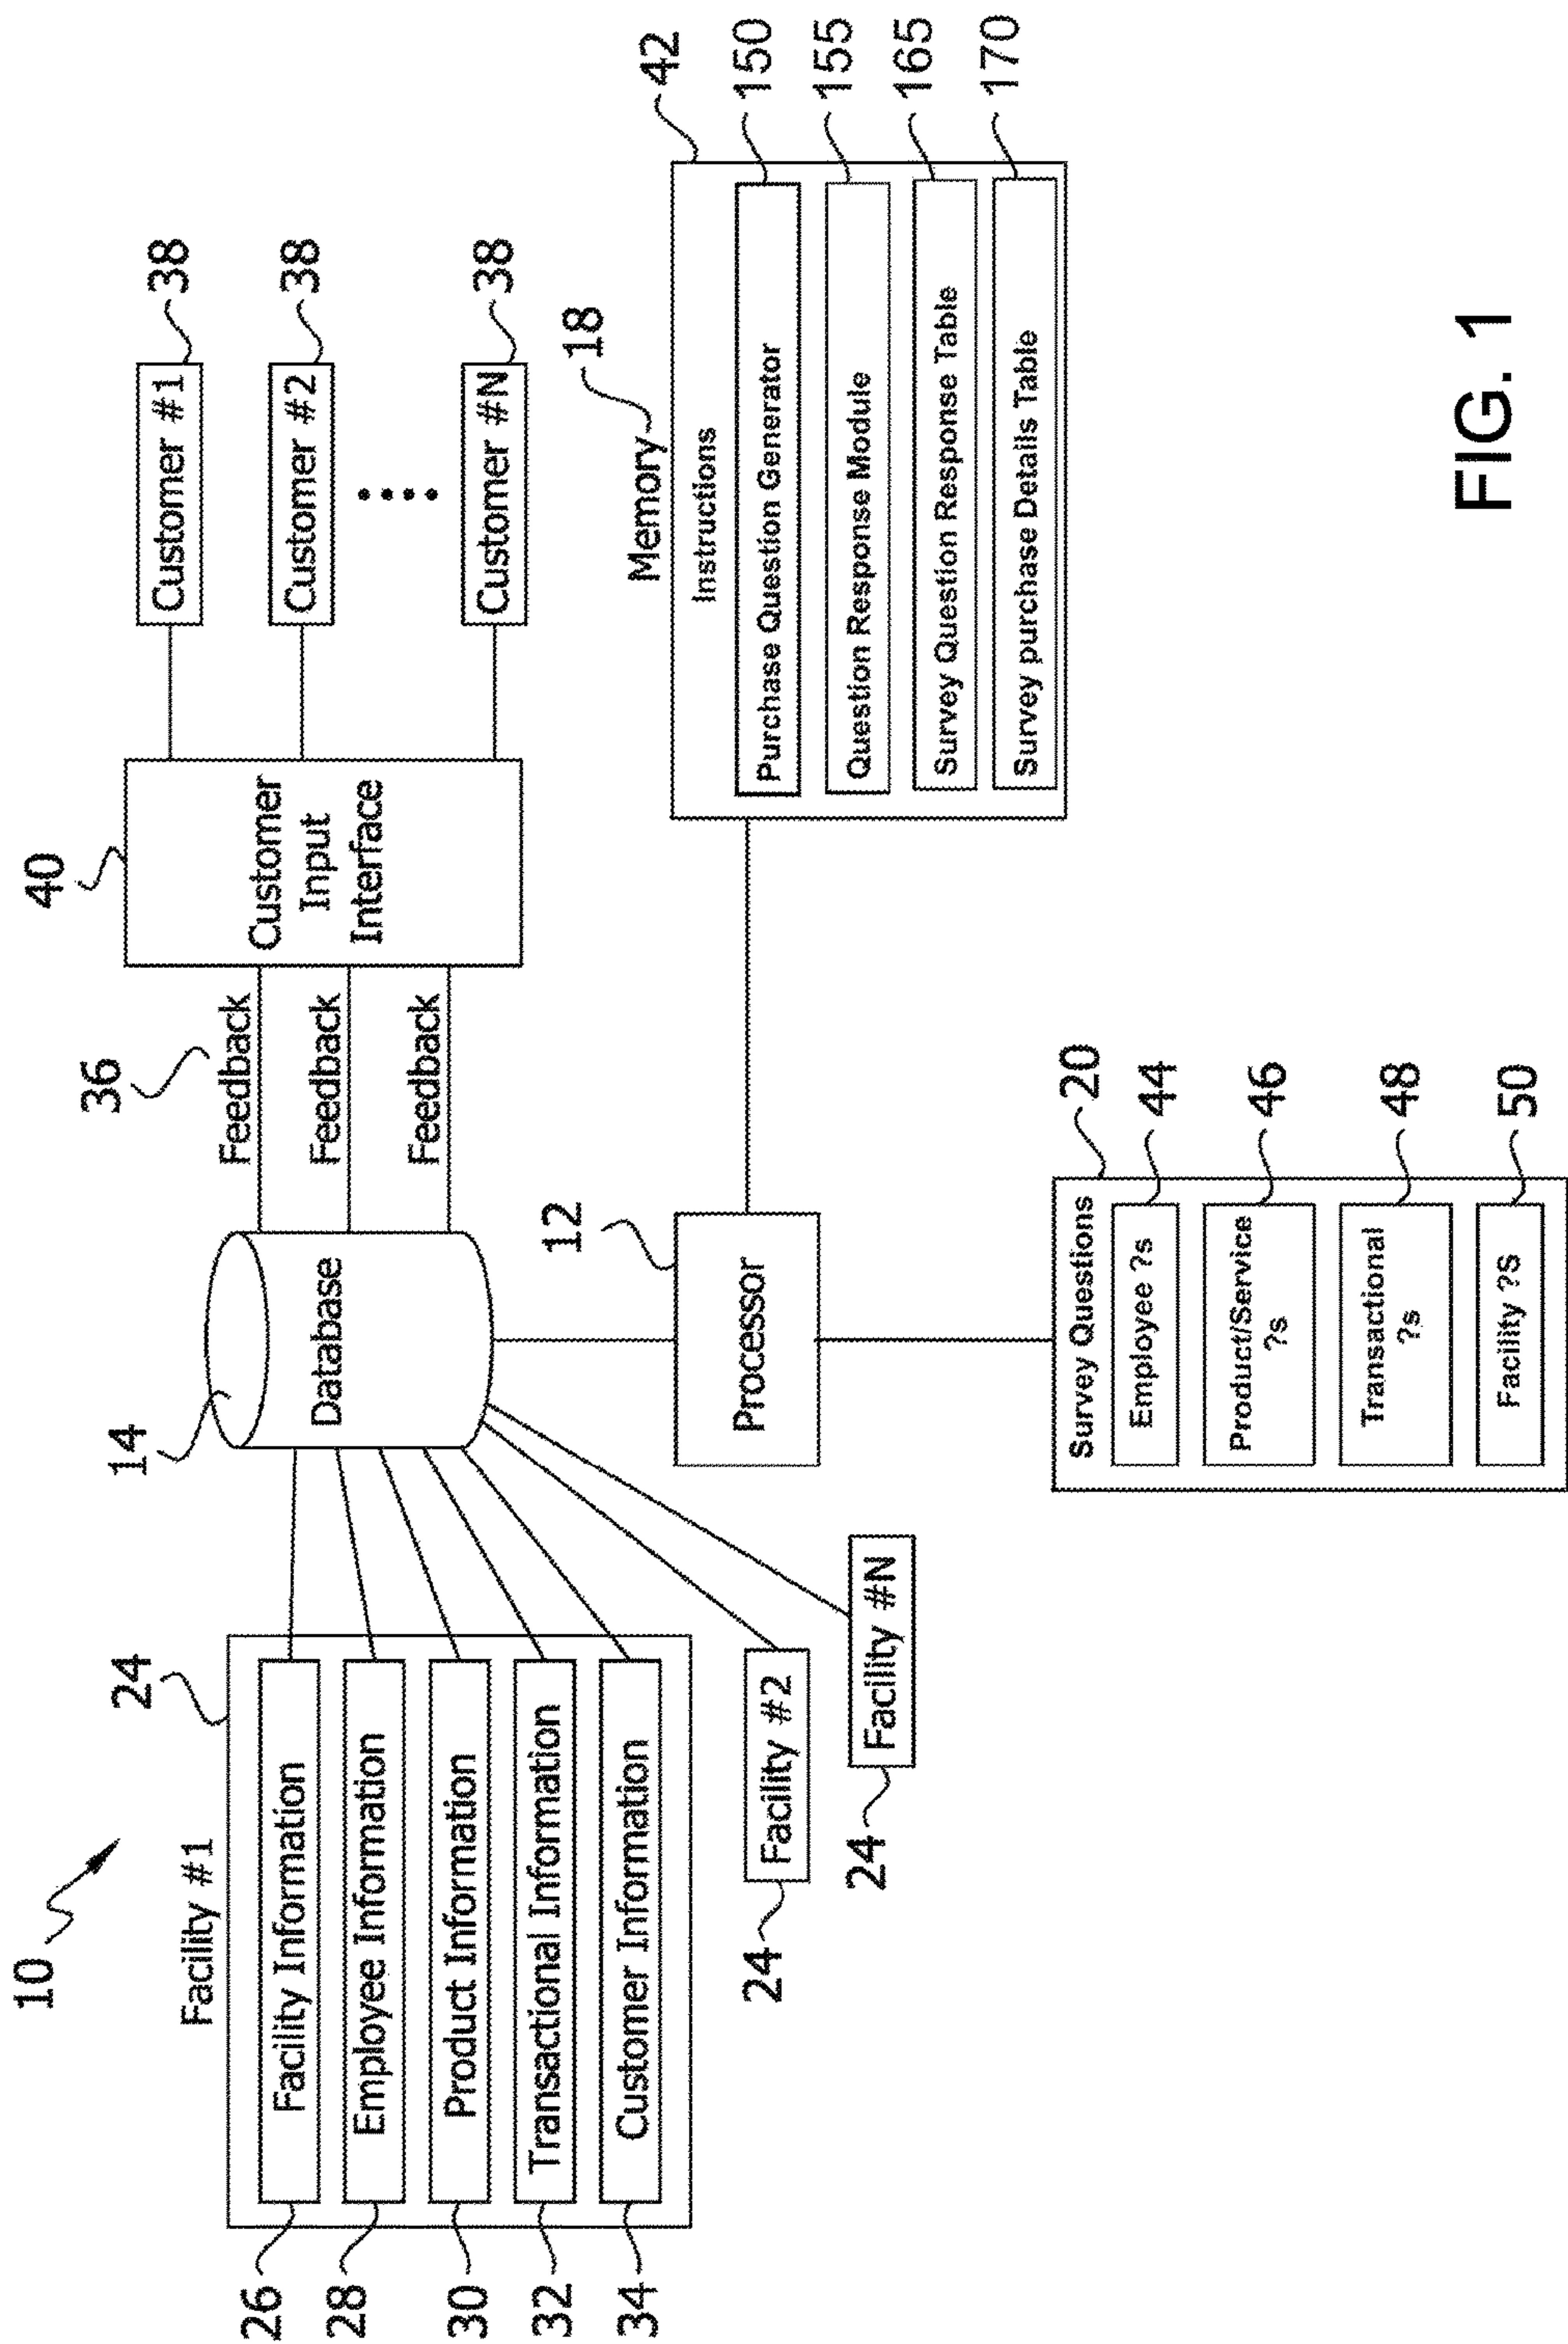 10
Facility #1
24
26
Facility Information
28
Employee Information
30
Product Information
32
Transactional Information
34
Customer Information
24
Facility #2
24
Facility #N
14
Database
36
Feedback
Feedback
Feedback
40
Customer
Input
Interface
Customer #1
38
Customer #2
38
Customer #N
38
12
Processor
Memory
18
42
Instructions
Purchase Question Generator
150
Question Response Module
155
Survey Question Response Table
165
Survey purchase Details Table
170
Survey Questions
20
Employee ?s
44
Product/Service
?s
46
Transactional
?s
48
Facility ?S
50
FIG. 1